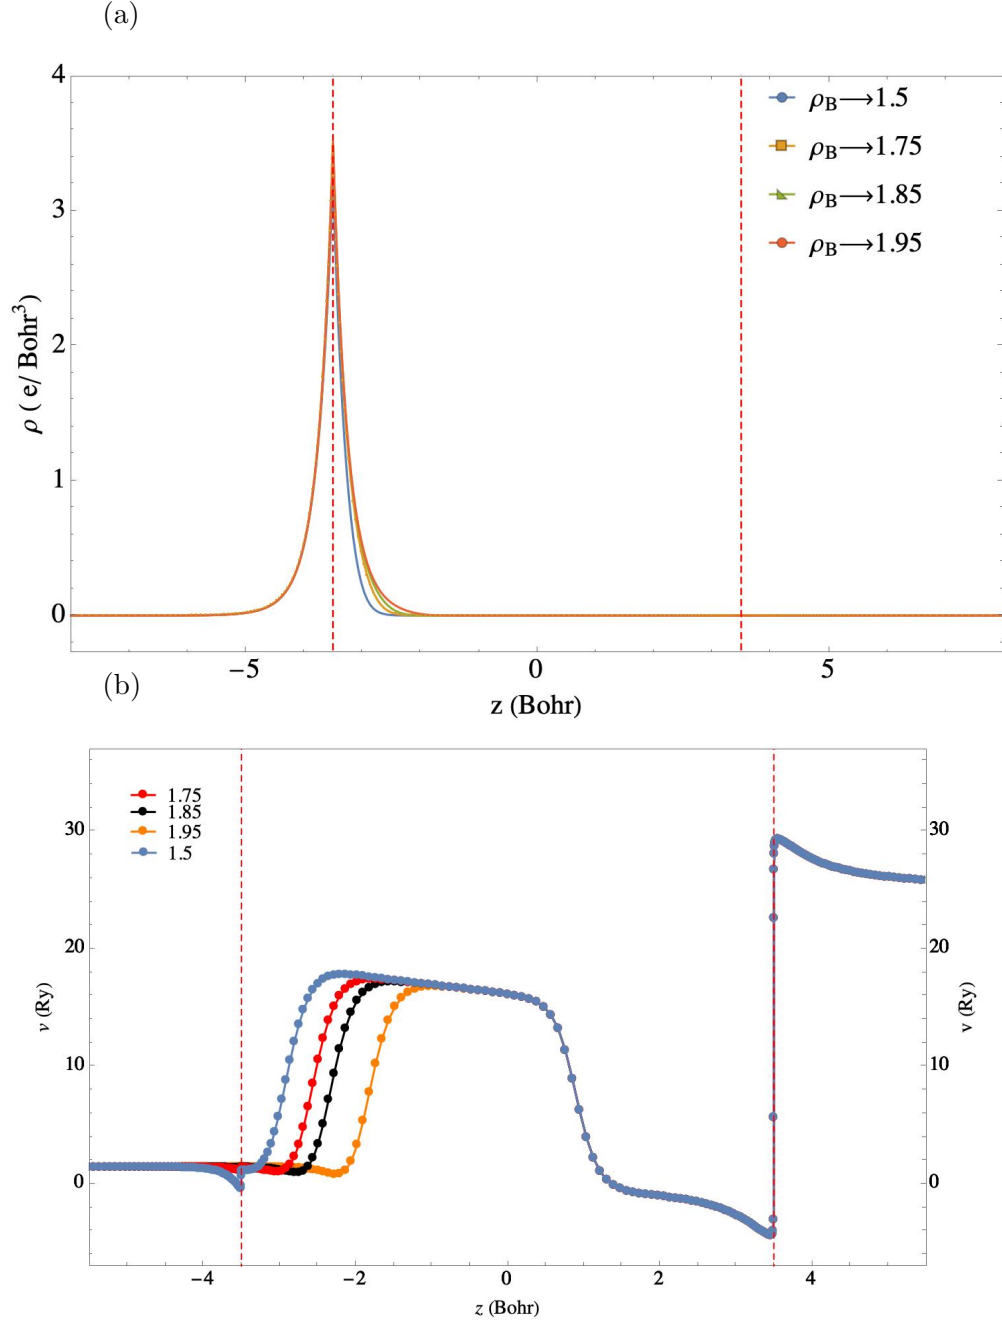 (a)
4
3
2
1
0
ρ ( e/ Bohr³)
ρB⟶1.5
ρB⟶1.75
ρB⟶1.85
ρB⟶1.95
−5 0 5
z (Bohr)
(b)
1.75
1.85
1.95
1.5
30 30
20 20
10 10
0 0
v (Ry) v (Ry)
−4 −2 0 2 4
z (Bohr)